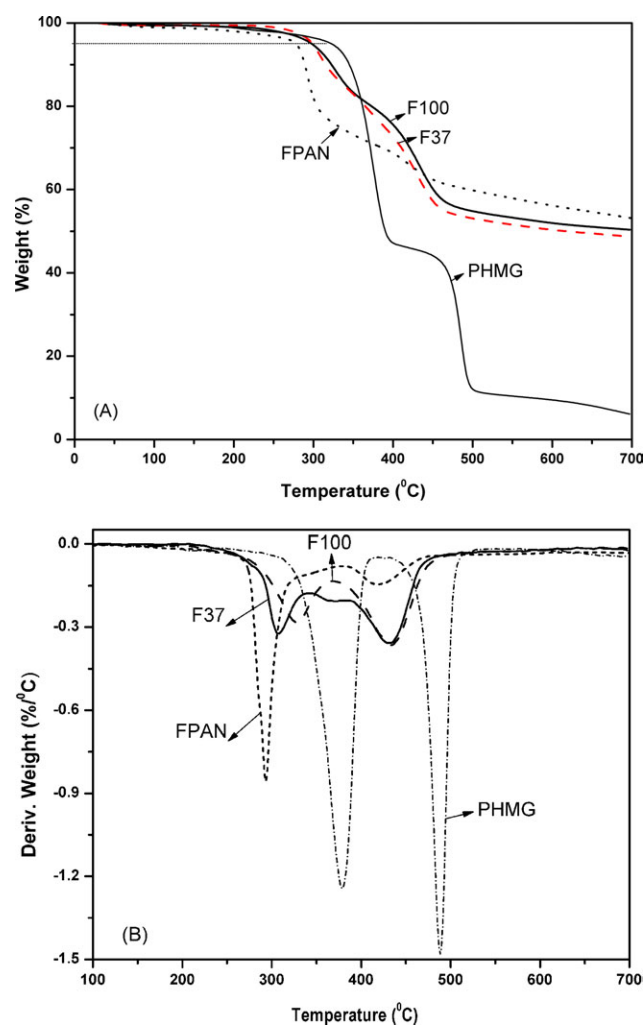 100
80
60
40
20
0
Weight (%)
F100
F37
FPAN
PHMG
(A)
0 100 200 300 400 500 600 700
Temperature (⁰C)
0.0
-0.3
-0.6
-0.9
-1.2
-1.5
Deriv. Weight (%/⁰C)
F100
F37
FPAN
PHMG
(B)
100 200 300 400 500 600 700
Temperature (⁰C)